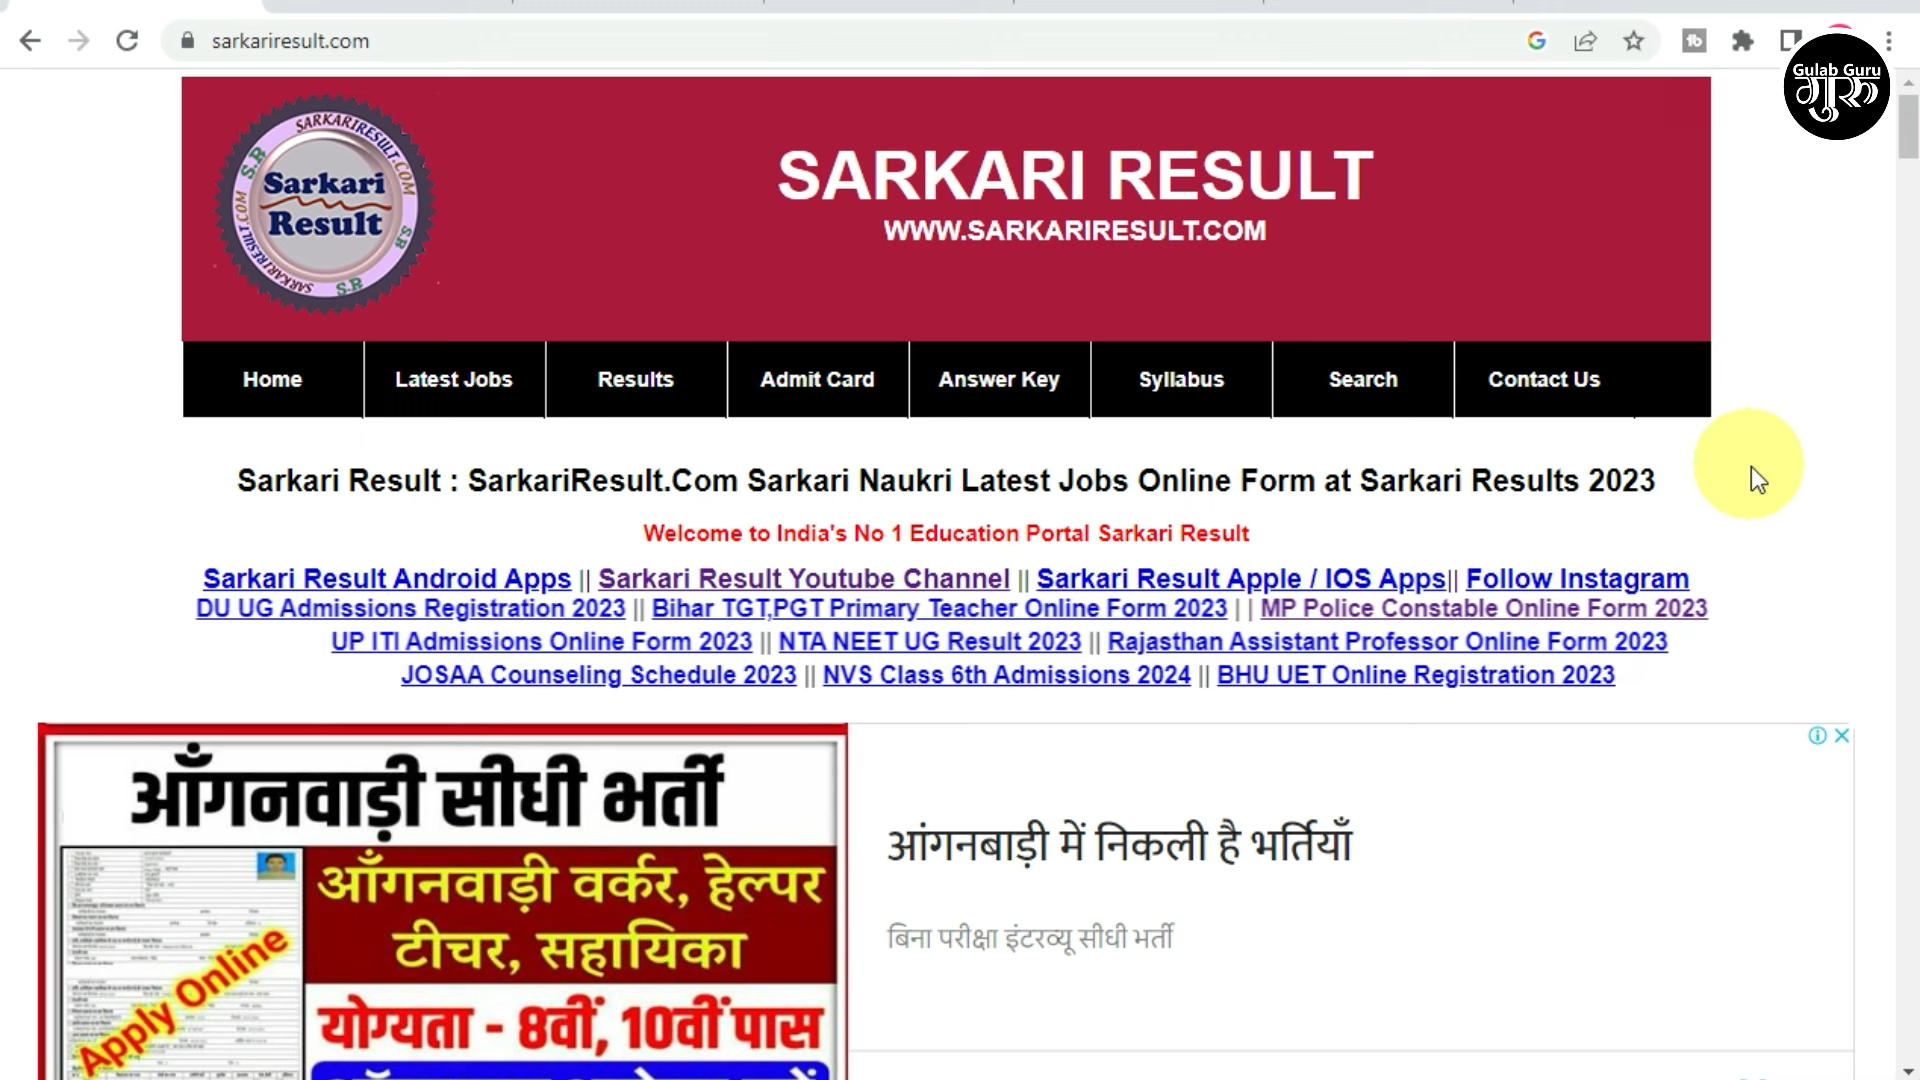 sarkariresult.com
Gulab Guru
गुरु
SARKARIRESULT.COM
S.R
Sarkari
Result
SARKARIRESULT.COM
S.R
S.R
SARKARI RESULT
WWW.SARKARIRESULT.COM
Home Latest Jobs Results Admit Card Answer Key Syllabus Search Contact Us
Sarkari Result : SarkariResult.Com Sarkari Naukri Latest Jobs Online Form at Sarkari Results 2023
Welcome to India's No 1 Education Portal Sarkari Result
Sarkari Result Android Apps || Sarkari Result Youtube Channel || Sarkari Result Apple / IOS Apps|| Follow Instagram
DU UG Admissions Registration 2023 || Bihar TGT,PGT Primary Teacher Online Form 2023 | | MP Police Constable Online Form 2023
UP ITI Admissions Online Form 2023 || NTA NEET UG Result 2023 || Rajasthan Assistant Professor Online Form 2023
JOSAA Counseling Schedule 2023 || NVS Class 6th Admissions 2024 || BHU UET Online Registration 2023
आँगनवाड़ी सीधी भर्ती
आँगनवाड़ी वर्कर, हेल्पर
टीचर, सहायिका
Apply Online
योग्यता - 8वीं, 10वीं पास
आंगनबाड़ी में निकली है भर्तियाँ
बिना परीक्षा इंटरव्यू सीधी भर्ती